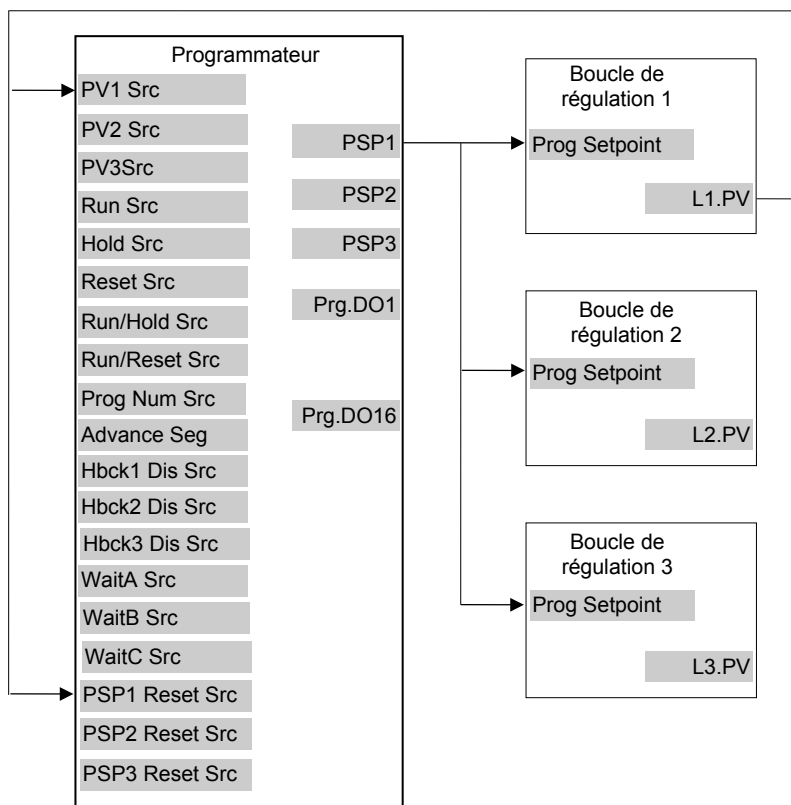 Programmateur
PV1 Src
PV2 Src
PV3Src
Run Src
Hold Src
Reset Src
Run/Hold Src
Run/Reset Src
Prog Num Src
Advance Seg
Hbck1 Dis Src
Hbck2 Dis Src
Hbck3 Dis Src
WaitA Src
WaitB Src
WaitC Src
PSP1 Reset Src
PSP2 Reset Src
PSP3 Reset Src
PSP1
PSP2
PSP3
Prg.DO1
Prg.DO16
Boucle de
régulation 1
Prog Setpoint
L1.PV
Boucle de
régulation 2
Prog Setpoint
L2.PV
Boucle de
régulation 3
Prog Setpoint
L3.PV